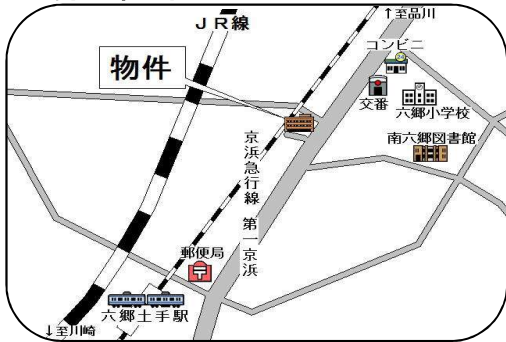 ↑至品川
JR線
コンビニ
物件
交番
六郷小学校
南六郷図書館
京浜急行線
第一京浜
郵便局
六郷土手駅
↓至川崎